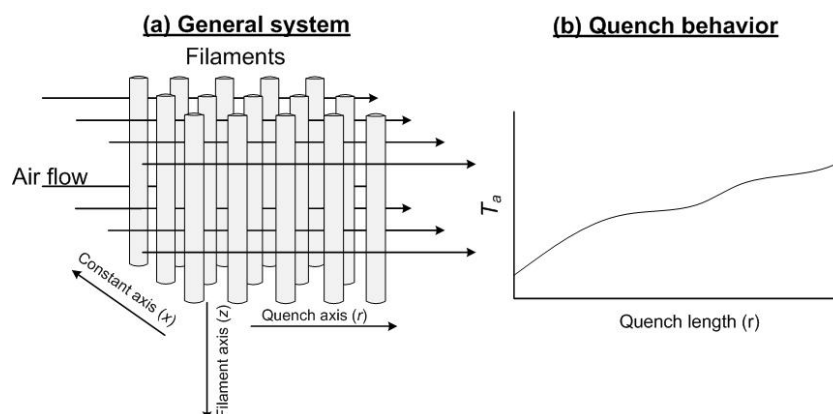 (a) General system
Filaments
Air flow
Constant axis (x)
Filament axis (z)
Quench axis (r)
(b) Quench behavior
Tₐ
Quench length (r)